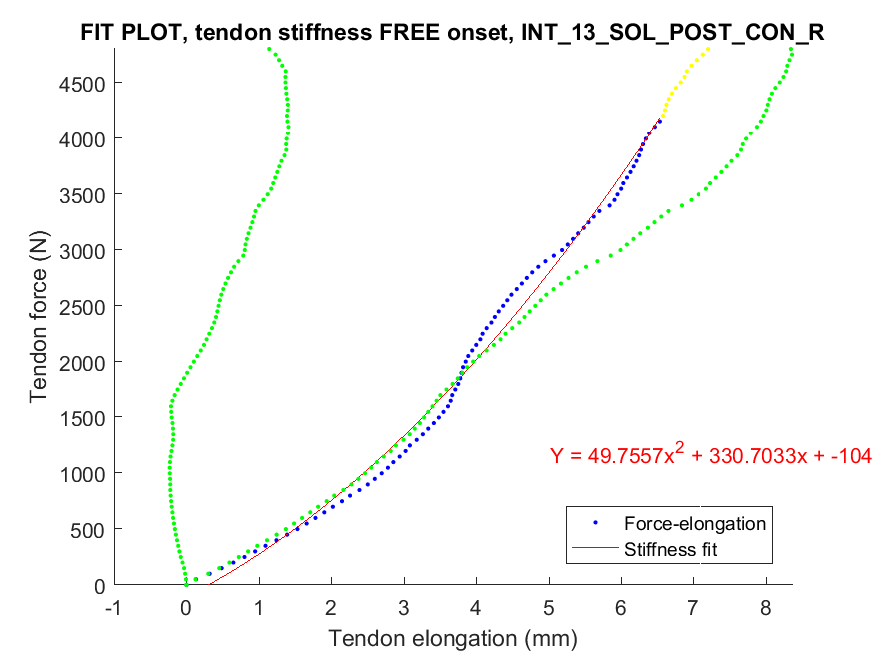 FIT PLOT, tendon stiffness FREE onset, INT_13_SOL_POST_CON_R
4500
4000
3500
3000
2500
2000
1500
1000
500
0
Tendon force (N)
Y = 49.7557x² + 330.7033x + -104
Force-elongation
Stiffness fit
-1 0 1 2 3 4 5 6 7 8
Tendon elongation (mm)